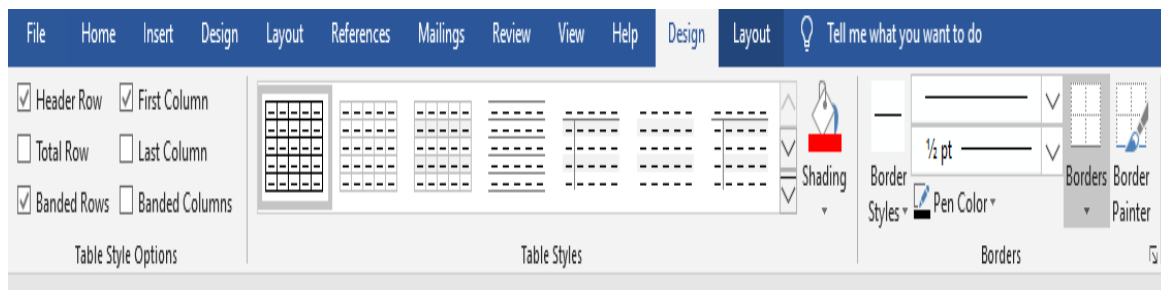 File Home Insert Design Layout References Mailings Review View Help Design Layout Tell me what you want to do
Header Row First Column
Total Row Last Column
Banded Rows Banded Columns
Table Style Options
Table Styles
Shading
Border
Styles
½ pt
Pen Color
Borders
Border
Painter
Borders